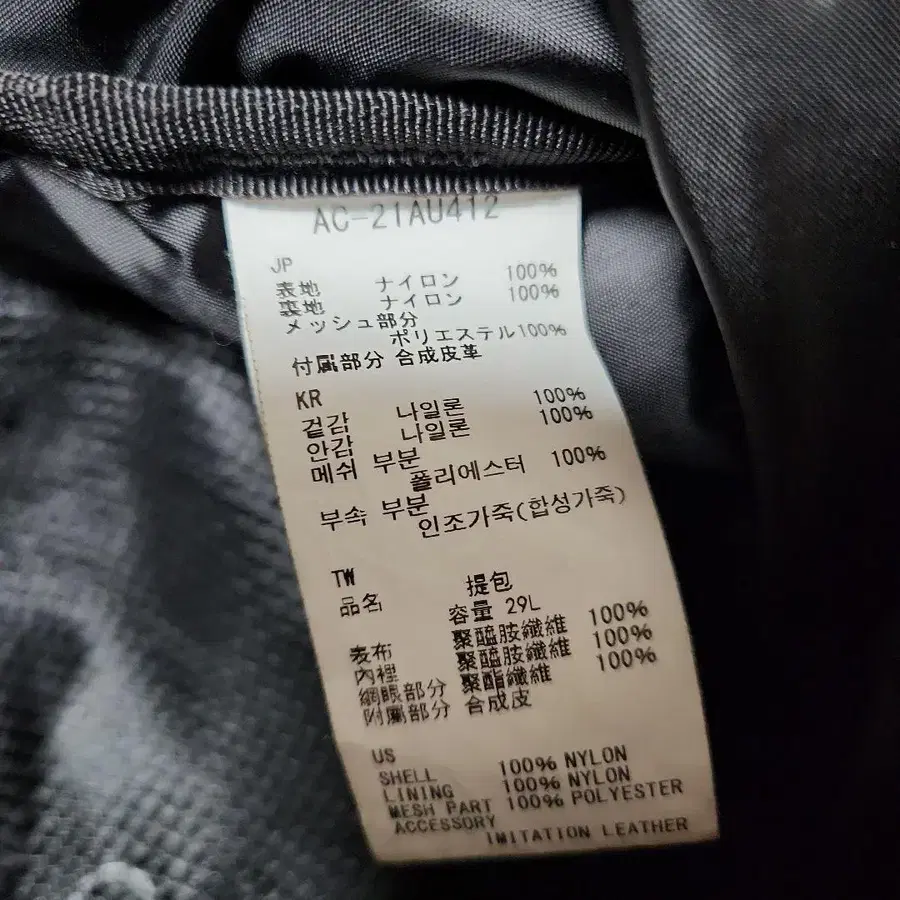 AC-21AU412
JP
表地 ナイロン 100%
裏地 ナイロン 100%
メッシュ部分
ポリエステル100%
付属部分 合成皮革
KR
겉감 나일론 100%
안감 나일론 100%
메쉬 부분
폴리에스터 100%
부속 부분
인조가죽(합성가죽)
TW
品名 提包
容量 29L
表布 聚醯胺纖維 100%
內裡 聚醯胺纖維 100%
網眼部分 聚酯纖維 100%
附屬部分 合成皮
US
SHELL 100% NYLON
LINING 100% NYLON
MESH PART 100% POLYESTER
ACCESSORY
IMITATION LEATHER